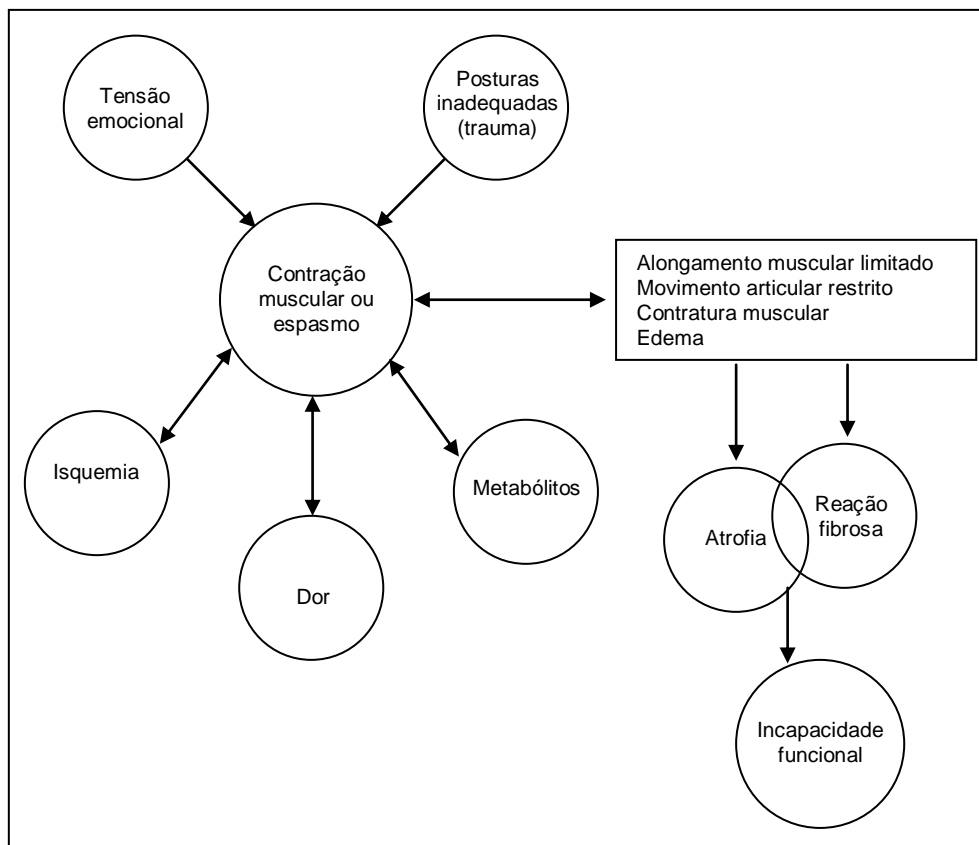 Tensão
emocional
Posturas
inadequadas
(trauma)
Contração
muscular ou
espasmo
Alongamento muscular limitado
Movimento articular restrito
Contratura muscular
Edema
Isquemia
Metabólitos
Dor
Atrofia
Reação
fibrosa
Incapacidade
funcional